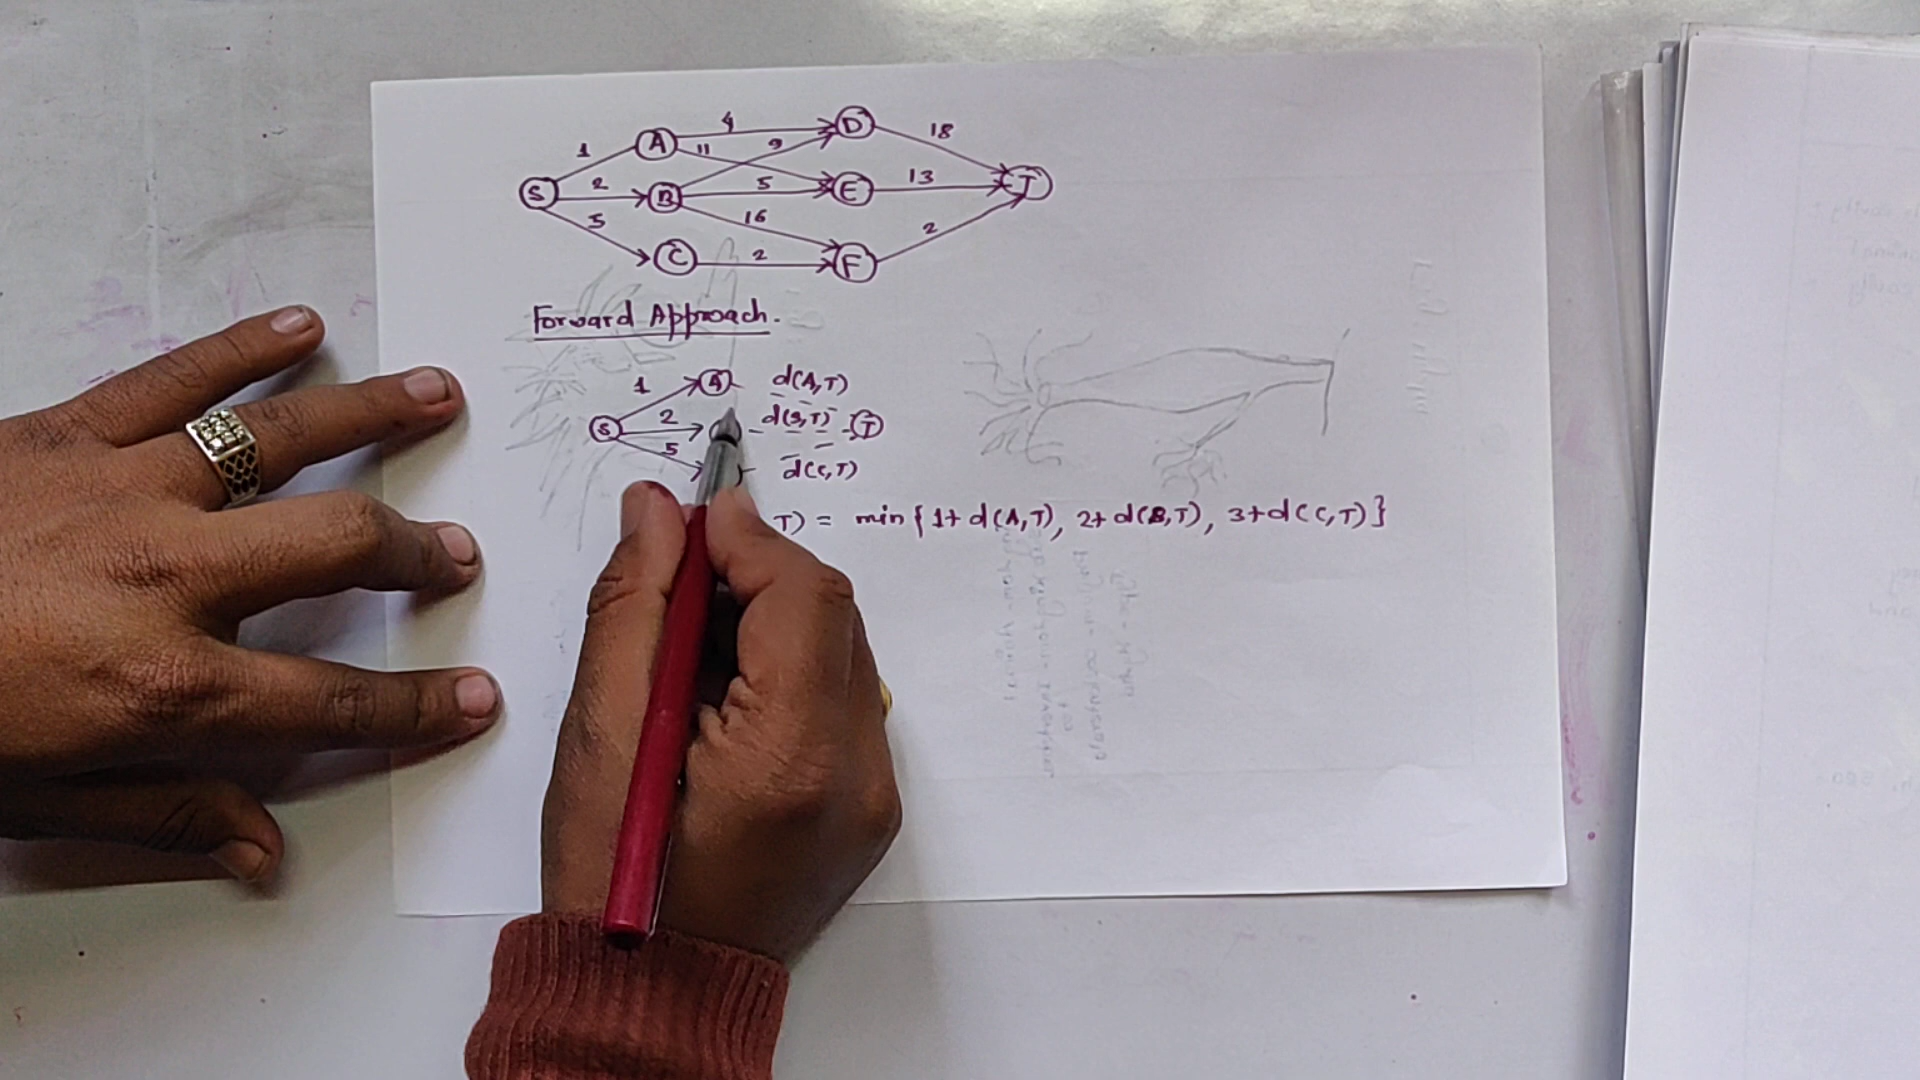 4
18
A
D
1
11
9
S
2
B
5
E
13
T
5
16
C
2
F
2
Forward Approach.
1
A
d(A,T)
S
2
d(B,T)
T
5
d(C,T)
T) = min{1+d(A,T), 2+d(B,T), 3+d(C,T)}